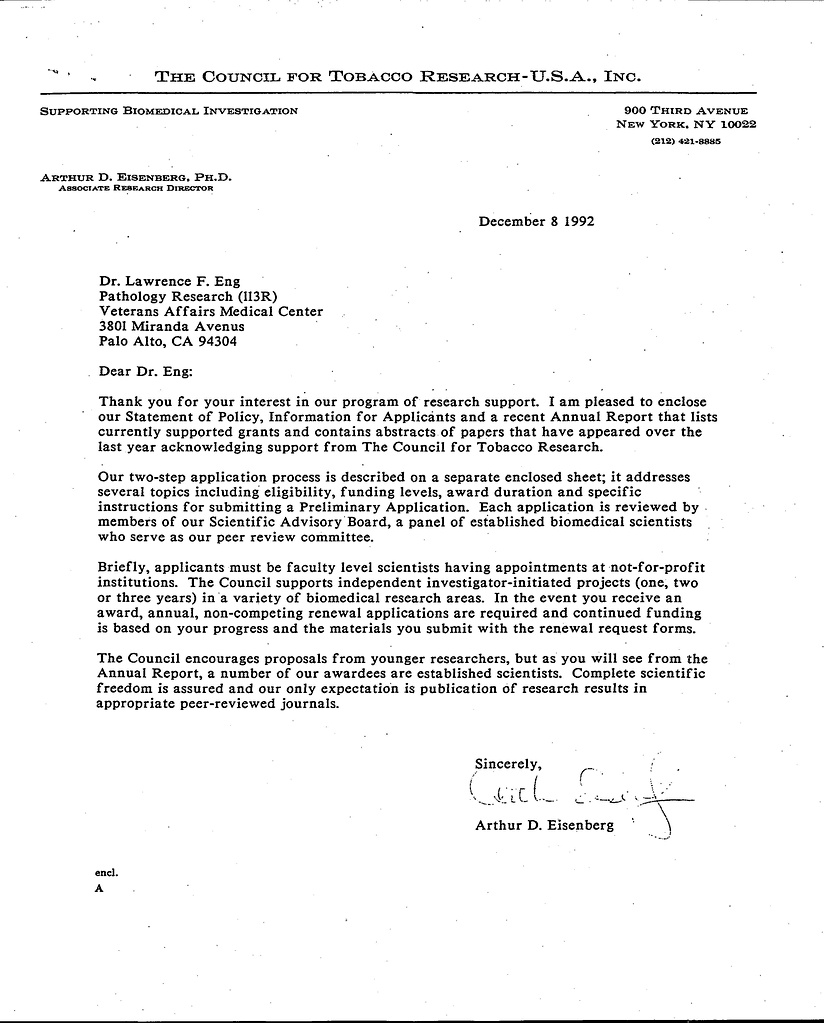 THE COUNCIL FOR TOBACCO RESEARCH-U.S.A., INC.
SUPPORTING BIOMEDICAL INVESTIGATION
900 THIRD AVENUE
NEW YORK, NY 10022
(212) 421-8885
ARTHUR D. EISENBERG, PH.D.
ASSOCIATE RESEARCH DIRECTOR
December 8 1992
Dr. Lawrence F. Eng
Pathology Research (II3R)
Veterans Affairs Medical Center
380I Miranda Avenus
Palo Alto, CA 94304
Dear Dr. Eng:
Thank you for your interest in our program of research support. I am pleased to enclose
our Statement of Policy, Information for Applicants and a recent Annual Report that lists
currently supported grants and contains abstracts of papers that have appeared over the
last year acknowledging support from The Council for Tobacco Research.
Our two-step application process is described on a separate enclosed sheet; it addresses
several topics including eligibility, funding levels, award duration and specific
instructions for submitting a Preliminary Application. Each application is reviewed by
members of our Scientific Advisory Board, a panel of established biomedical scientists
who serve as our peer review committee.
Briefly, applicants must be faculty level scientists having appointments at not-for-profit
institutions. The Council supports independent investigator-initiated projects (one, two
or three years) in a variety of biomedical research areas. In the event you receive an
award, annual, non-competing renewal applications are required and continued funding
is based on your progress and the materials you submit with the renewal request forms.
The Council encourages proposals from younger researchers, but as you will see from the
Annual Report, a number of our awardees are established scientists. Complete scientific
freedom is assured and our only expectation is publication of research results in
appropriate peer-reviewed journals.
Sincerely,
Arthur D. Eisenberg
encl.
A